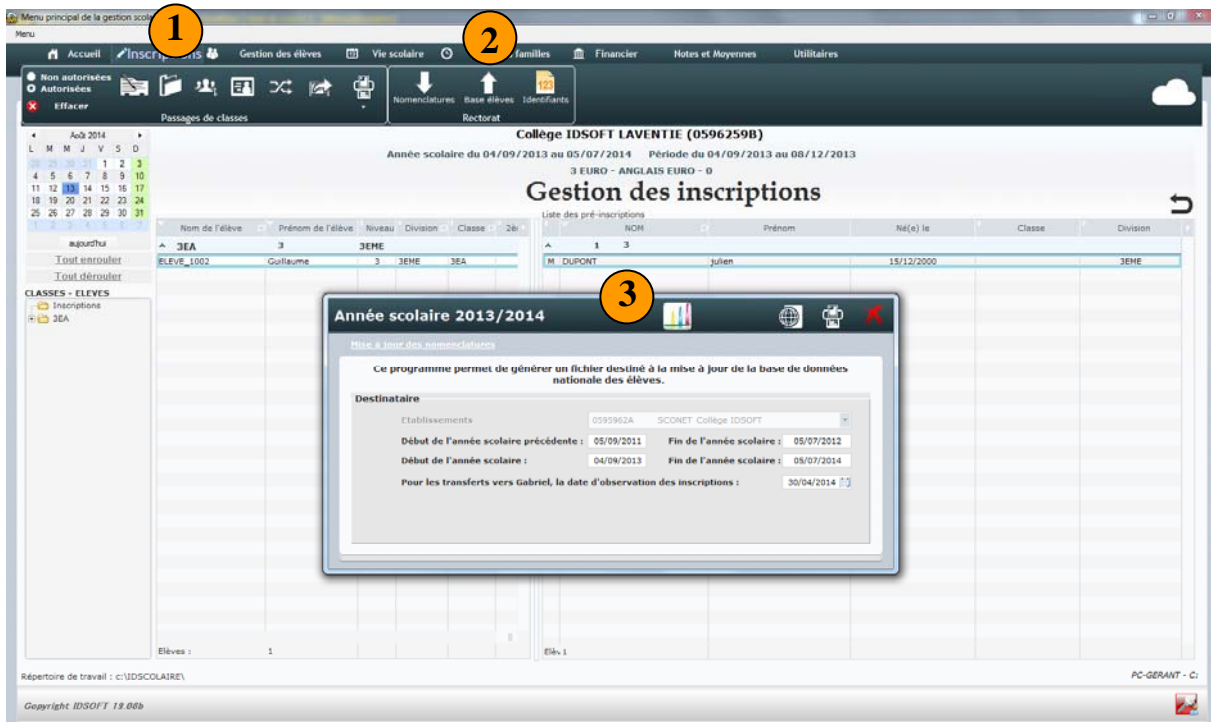 Menu principal de la gestion scol
Menu
1
2
Accueil Inscriptions Gestion des élèves Vie scolaire familles Financier Notes et Moyennes Utilitaires
Non autorisées
Autorisées
Effacer
Passages de classes
Nomenclatures Base élèves Identifiants
123
Rectorat
Collège IDSOFT LAVENTIE (0596259B)
Année scolaire du 04/09/2013 au 05/07/2014 Période du 04/09/2013 au 08/12/2013
3 EURO - ANGLAIS EURO - 0
Gestion des inscriptions
Août 2014
L M M J V S D
28 29 30 31 1 2 3
4 5 6 7 8 9 10
11 12 13 14 15 16 17
18 19 20 21 22 23 24
25 26 27 28 29 30 31
1 2 3 4 5 6 7
aujourd'hui
Tout enrouler
Tout dérouler
CLASSES - ELEVES
Inscriptions
3EA
Nom de l'élève Prénom de l'élève Niveau Division Classe
3EA 3 3EME
ELEVE_1002 Guillaume 3 3EME 3EA
Elèves : 1
Liste des pré-inscriptions
NOM Prénom Né(e) le Classe Division
1 3
M DUPONT julien 15/12/2000 3EME
Elèv 1
3
Année scolaire 2013/2014
Mise à jour des nomenclatures
Ce programme permet de générer un fichier destiné à la mise à jour de la base de données
nationale des élèves.
Destinataire
Etablissements 0595962A SCONET Collège IDSOFT
Début de l'année scolaire précédente : 05/09/2011 Fin de l'année scolaire : 05/07/2012
Début de l'année scolaire : 04/09/2013 Fin de l'année scolaire : 05/07/2014
Pour les transferts vers Gabriel, la date d'observation des inscriptions : 30/04/2014
Répertoire de travail : c:\IDSCOLAIRE\ PC-GERANT - C:
Copyright IDSOFT 19.08b